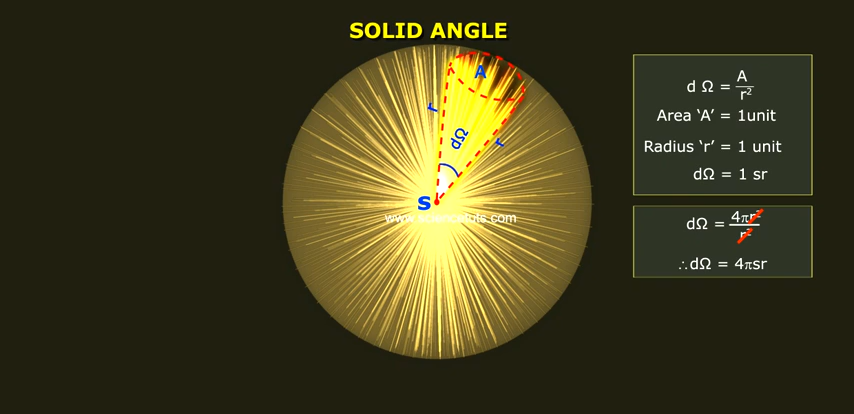 SOLID ANGLE
A
r
dΩ
r
S
www.sciencetuts.com
d Ω = A/r²
Area ‘A’ = 1unit
Radius ‘r’ = 1 unit
dΩ = 1 sr
dΩ = 4πr²/r²
∴dΩ = 4πsr